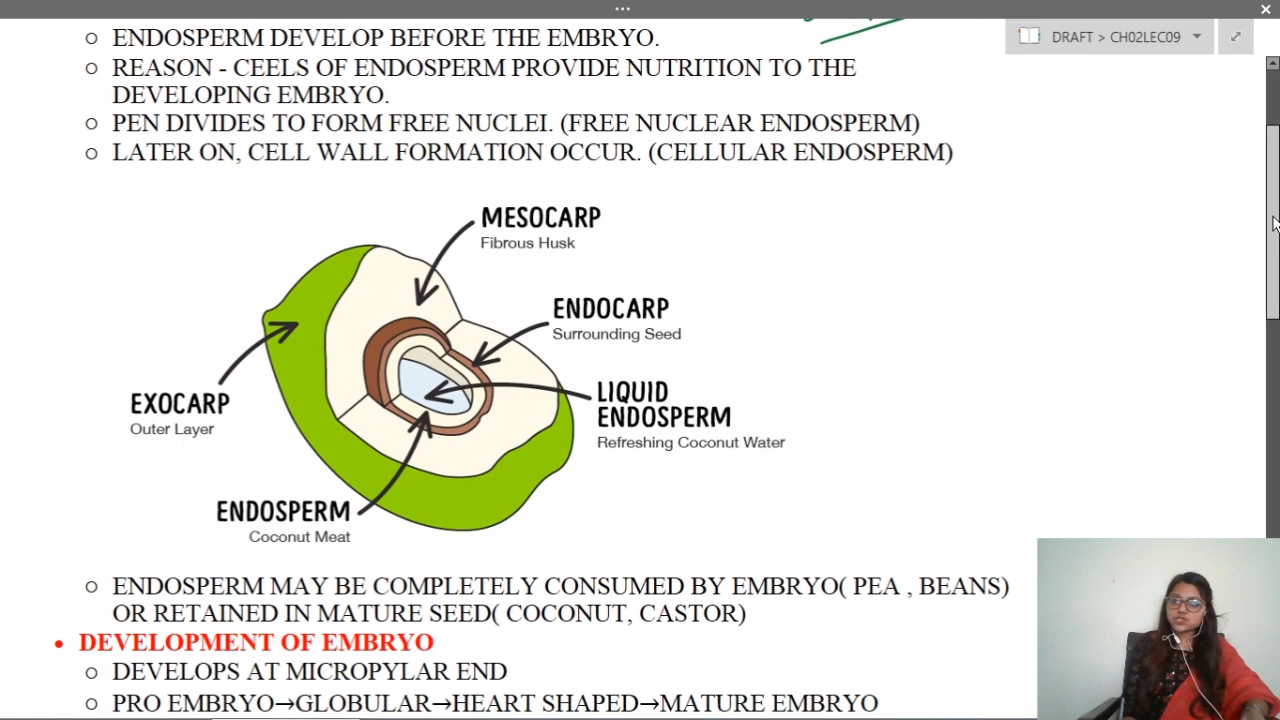 DRAFT > CH02LEC09
○ ENDOSPERM DEVELOP BEFORE THE EMBRYO.
○ REASON - CEELS OF ENDOSPERM PROVIDE NUTRITION TO THE
DEVELOPING EMBRYO.
○ PEN DIVIDES TO FORM FREE NUCLEI. (FREE NUCLEAR ENDOSPERM)
○ LATER ON, CELL WALL FORMATION OCCUR. (CELLULAR ENDOSPERM)
MESOCARP
Fibrous Husk
ENDOCARP
Surrounding Seed
LIQUID
ENDOSPERM
Refreshing Coconut Water
EXOCARP
Outer Layer
ENDOSPERM
Coconut Meat
○ ENDOSPERM MAY BE COMPLETELY CONSUMED BY EMBRYO( PEA , BEANS)
OR RETAINED IN MATURE SEED( COCONUT, CASTOR)
• DEVELOPMENT OF EMBRYO
○ DEVELOPS AT MICROPYLAR END
○ PRO EMBRYO→GLOBULAR→HEART SHAPED→MATURE EMBRYO